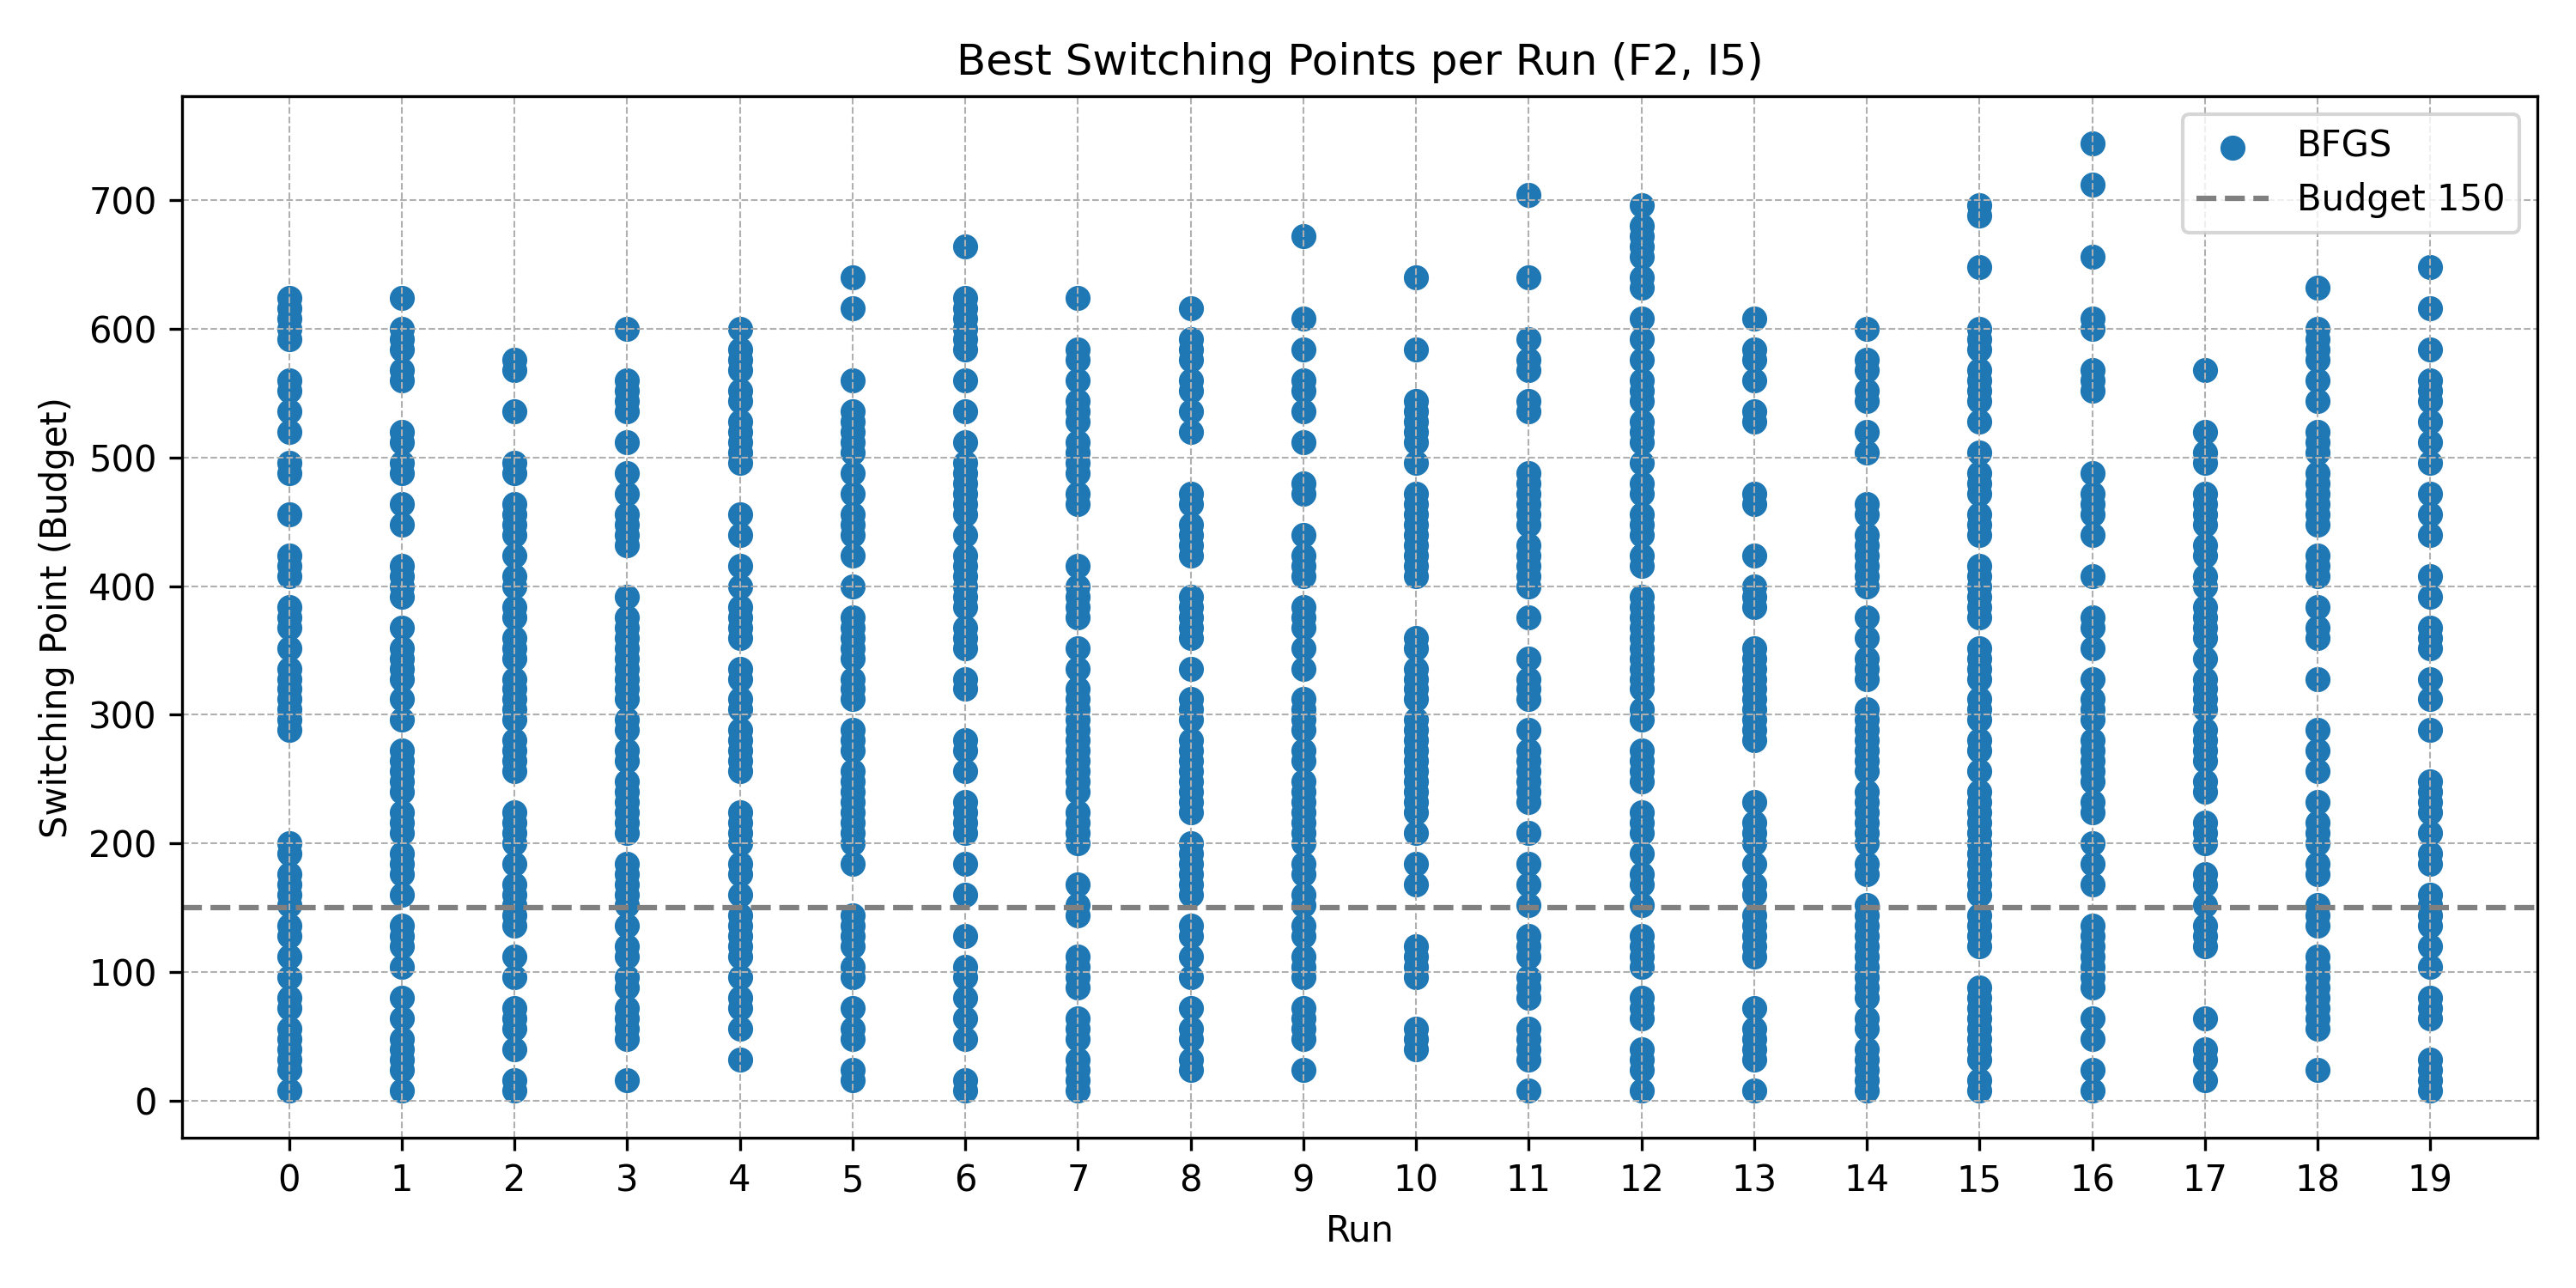 Best Switching Points per Run (F2, I5)
BFGS
Budget 150
Switching Point (Budget)
700
600
500
400
300
200
100
0
0 1 2 3 4 5 6 7 8 9 10 11 12 13 14 15 16 17 18 19
Run